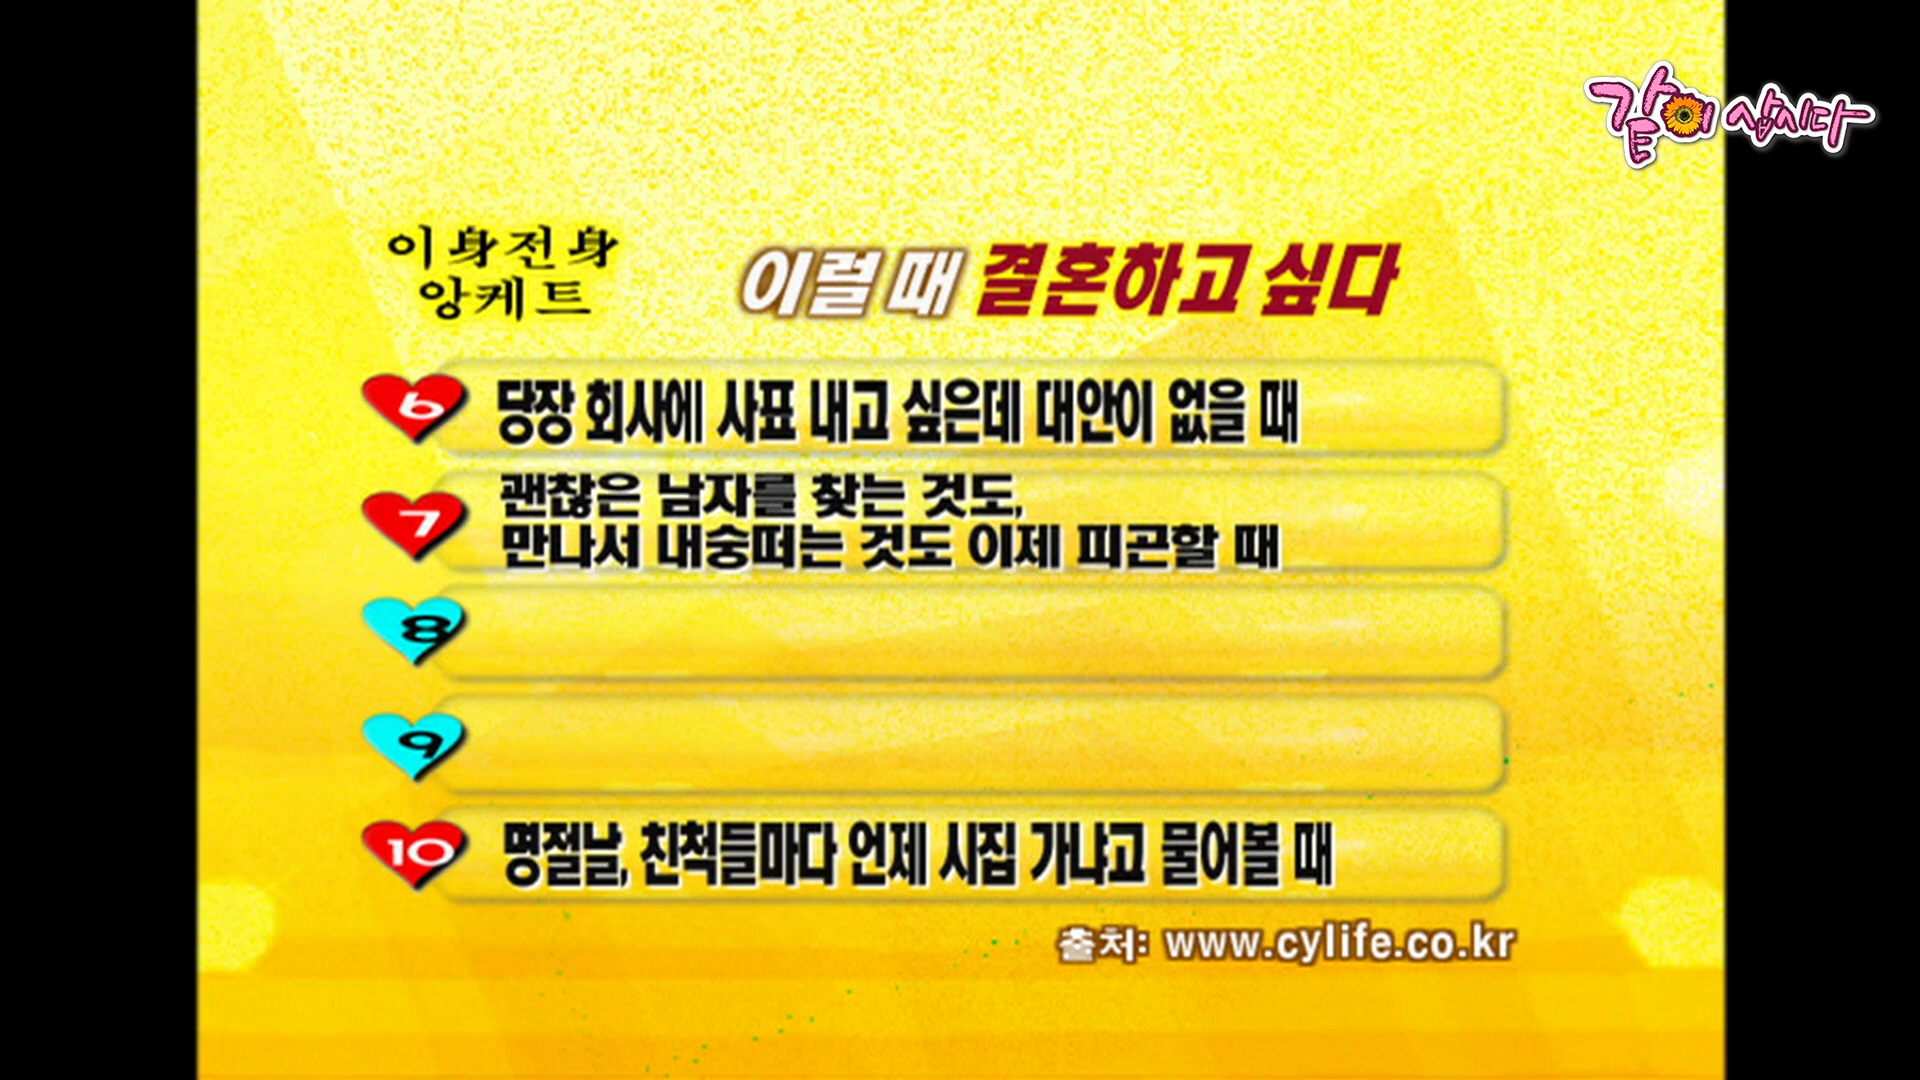 같이 삽시다
이身전身
앙케트
이럴 때 결혼하고 싶다
6 당장 회사에 사표 내고 싶은데 대안이 없을 때
7 괜찮은 남자를 찾는 것도,
만나서 내숭떠는 것도 이제 피곤할 때
8
9
10 명절날, 친척들마다 언제 시집 가냐고 물어볼 때
출처: www.cylife.co.kr